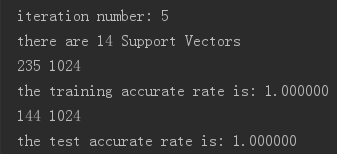 iteration number: 5
there are 14 Support Vectors
235 1024
the training accurate rate is: 1.000000
144 1024
the test accurate rate is: 1.000000